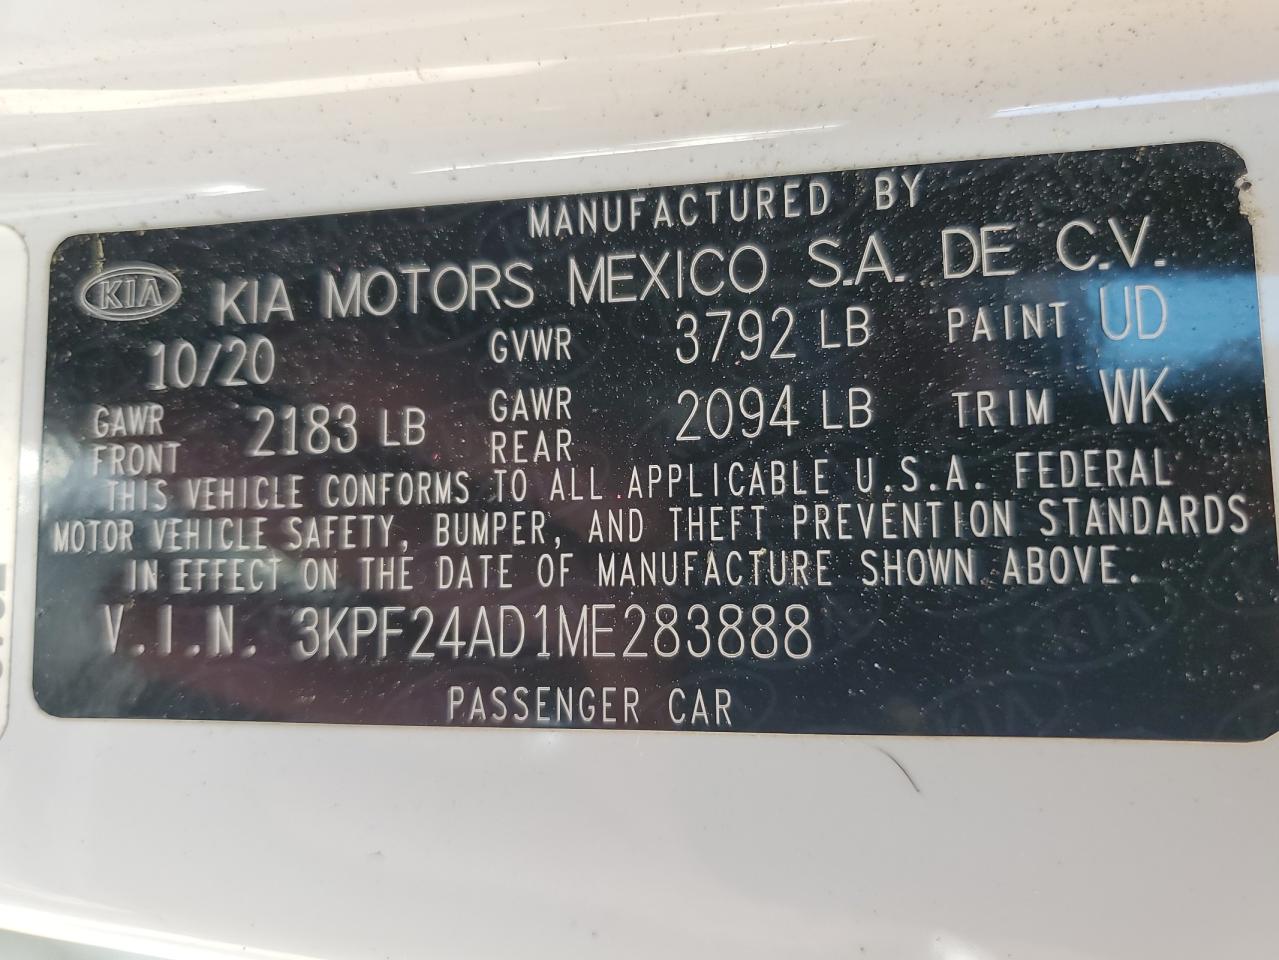 MANUFACTURED BY
KIA KIA MOTORS MEXICO S.A. DE C.V.
10/20 GVWR 3792 LB PAINT UD
GAWR FRONT 2183 LB GAWR REAR 2094 LB TRIM WK
THIS VEHICLE CONFORMS TO ALL APPLICABLE U.S.A. FEDERAL
MOTOR VEHICLE SAFETY, BUMPER, AND THEFT PREVENTION STANDARDS
IN EFFECT ON THE DATE OF MANUFACTURE SHOWN ABOVE.
V.I.N. 3KPF24AD1ME283888
PASSENGER CAR